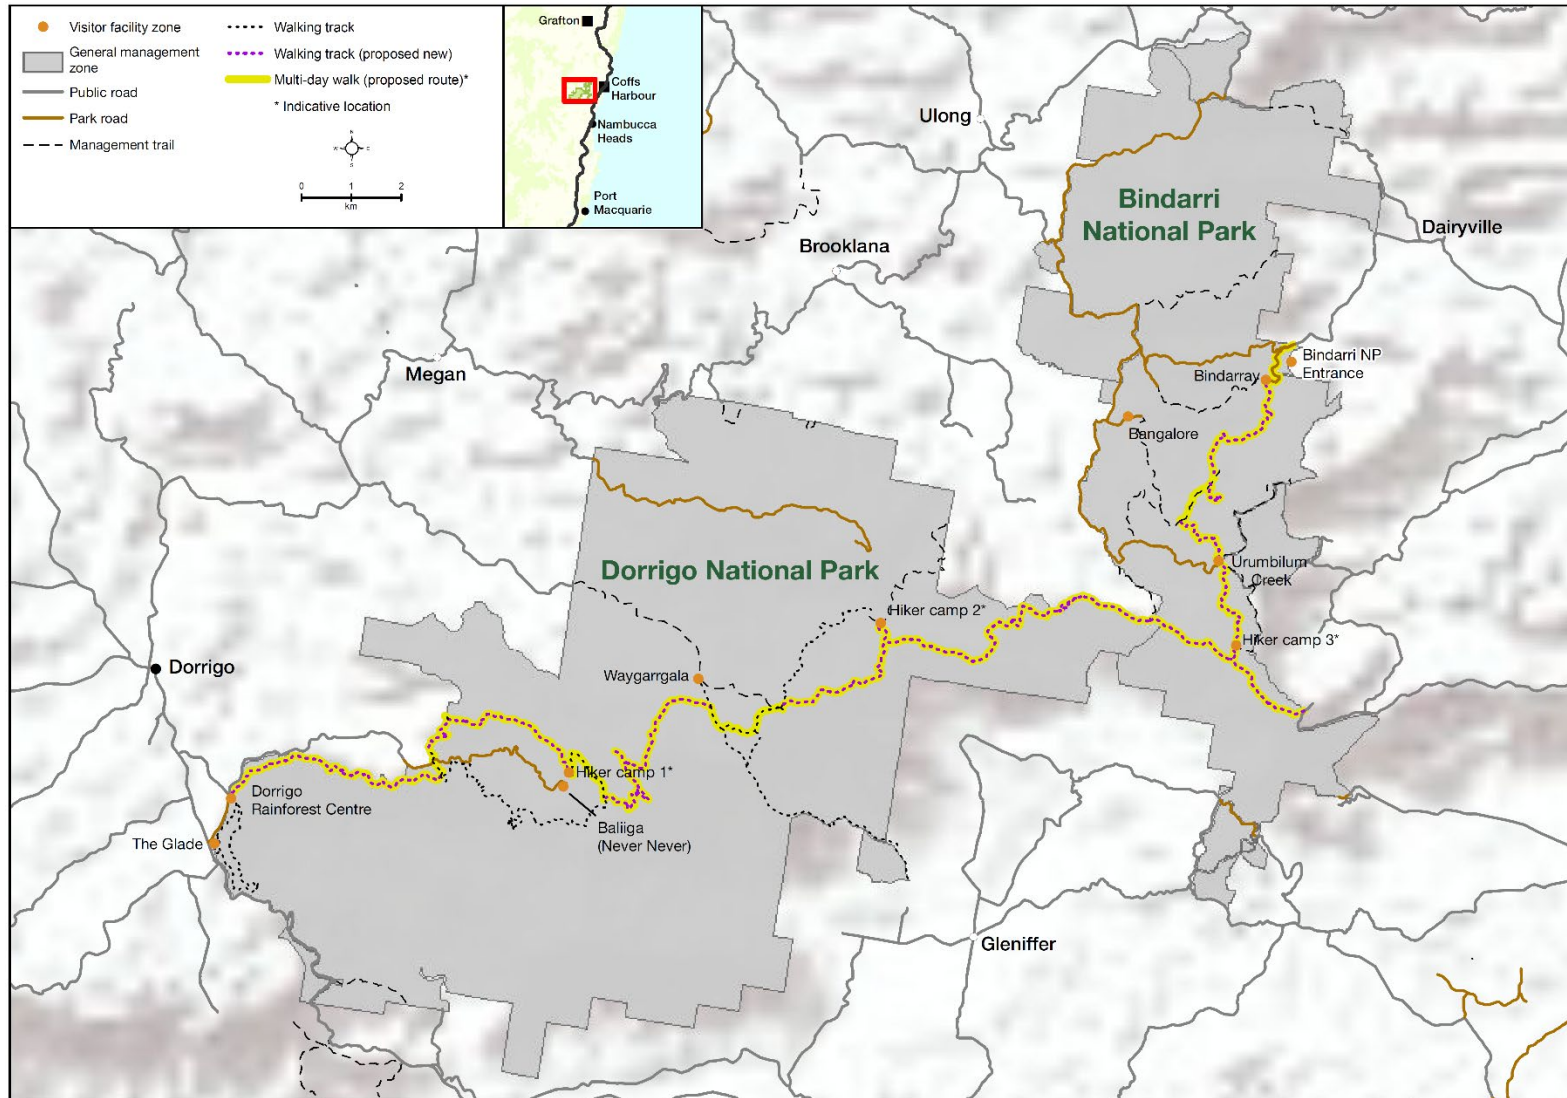 Visitor facility zone
General management
zone
Public road
Park road
Management trail
Walking track
Walking track (proposed new)
Multi-day walk (proposed route)*
* Indicative location
N
W E
S
0 1 2
km
Grafton
Coffs
Harbour
Nambucca
Heads
Port
Macquarie
Ulong
Bindarri
National Park
Dairyville
Brooklana
Megan
Bindarri NP
Entrance
Bindarray
Bangalore
Dorrigo National Park
Urumbilum
Creek
Hiker camp 2*
Hiker camp 3*
Dorrigo
Waygarrgala
Hiker camp 1*
Dorrigo
Rainforest Centre
Baliiga
(Never Never)
The Glade
Gleniffer